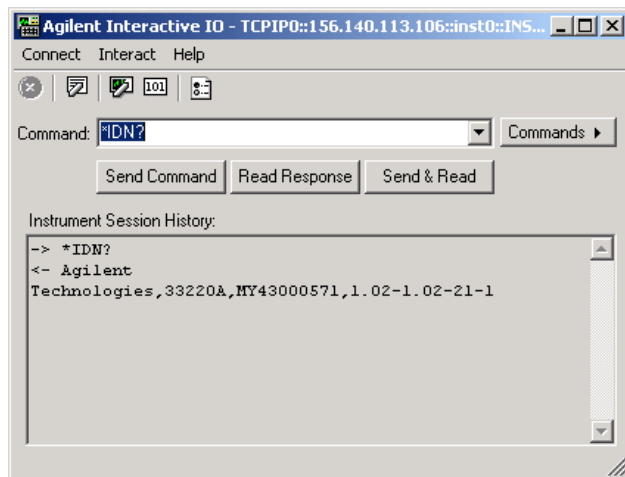 Agilent Interactive IO - TCPIP0::156.140.113.106::inst0::INS...
Connect Interact Help
101
Command: *IDN? Commands
Send Command Read Response Send & Read
Instrument Session History:
-> *IDN?
<- Agilent
Technologies,33220A,MY43000571,1.02-1.02-21-1